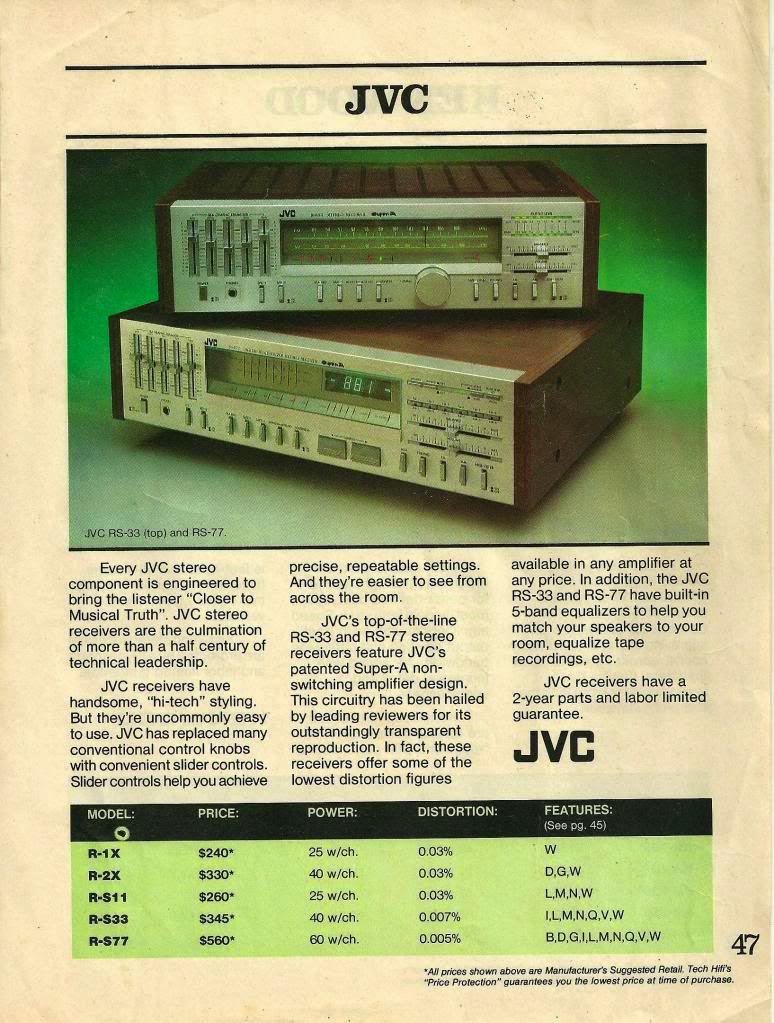 JVC
JVC
Super-A
JVC
Super-A
881
JVC RS-33 (top) and RS-77.
Every JVC stereo
component is engineered to
bring the listener “Closer to
Musical Truth”. JVC stereo
receivers are the culmination
of more than a half century of
technical leadership.
JVC receivers have
handsome, “hi-tech” styling.
But they’re uncommonly easy
to use. JVC has replaced many
conventional control knobs
with convenient slider controls.
Slider controls help you achieve
precise, repeatable settings.
And they’re easier to see from
across the room.
JVC’s top-of-the-line
RS-33 and RS-77 stereo
receivers feature JVC’s
patented Super-A non-
switching amplifier design.
This circuitry has been hailed
by leading reviewers for its
outstandingly transparent
reproduction. In fact, these
receivers offer some of the
lowest distortion figures
available in any amplifier at
any price. In addition, the JVC
RS-33 and RS-77 have built-in
5-band equalizers to help you
match your speakers to your
room, equalize tape
recordings, etc.
JVC receivers have a
2-year parts and labor limited
guarantee.
JVC
MODEL: PRICE: POWER: DISTORTION: FEATURES:
(See pg. 45)
R-1X $240* 25 w/ch. 0.03% W
R-2X $330* 40 w/ch. 0.03% D,G,W
R-S11 $260* 25 w/ch. 0.03% L,M,N,W
R-S33 $345* 40 w/ch. 0.007% I,L,M,N,Q,V,W
R-S77 $560* 60 w/ch. 0.005% B,D,G,I,L,M,N,Q,V,W
47
*All prices shown above are Manufacturer's Suggested Retail. Tech Hifi's
“Price Protection” guarantees you the lowest price at time of purchase.